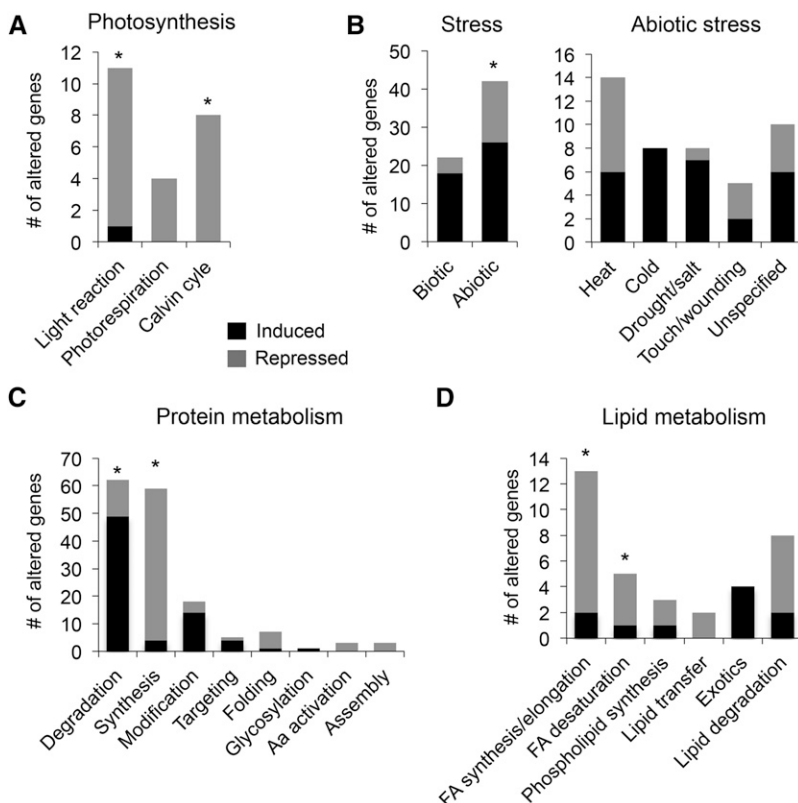 A
Photosynthesis
# of altered genes
12
10
8
6
4
2
0
*
*
Light reaction
Photorespiration
Calvin cyle
Induced
Repressed
B
Stress
# of altered genes
50
40
30
20
10
0
*
Biotic
Abiotic
Abiotic stress
16
14
12
10
8
6
4
2
0
Heat
Cold
Drought/salt
Touch/wounding
Unspecified
C
Protein metabolism
# of altered genes
70
60
50
40
30
20
10
0
*
*
Degradation
Synthesis
Modification
Targeting
Folding
Glycosylation
Aa activation
Assembly
D
Lipid metabolism
# of altered genes
14
12
10
8
6
4
2
0
*
*
FA synthesis/elongation
FA desaturation
Phospholipid synthesis
Lipid transfer
Exotics
Lipid degradation